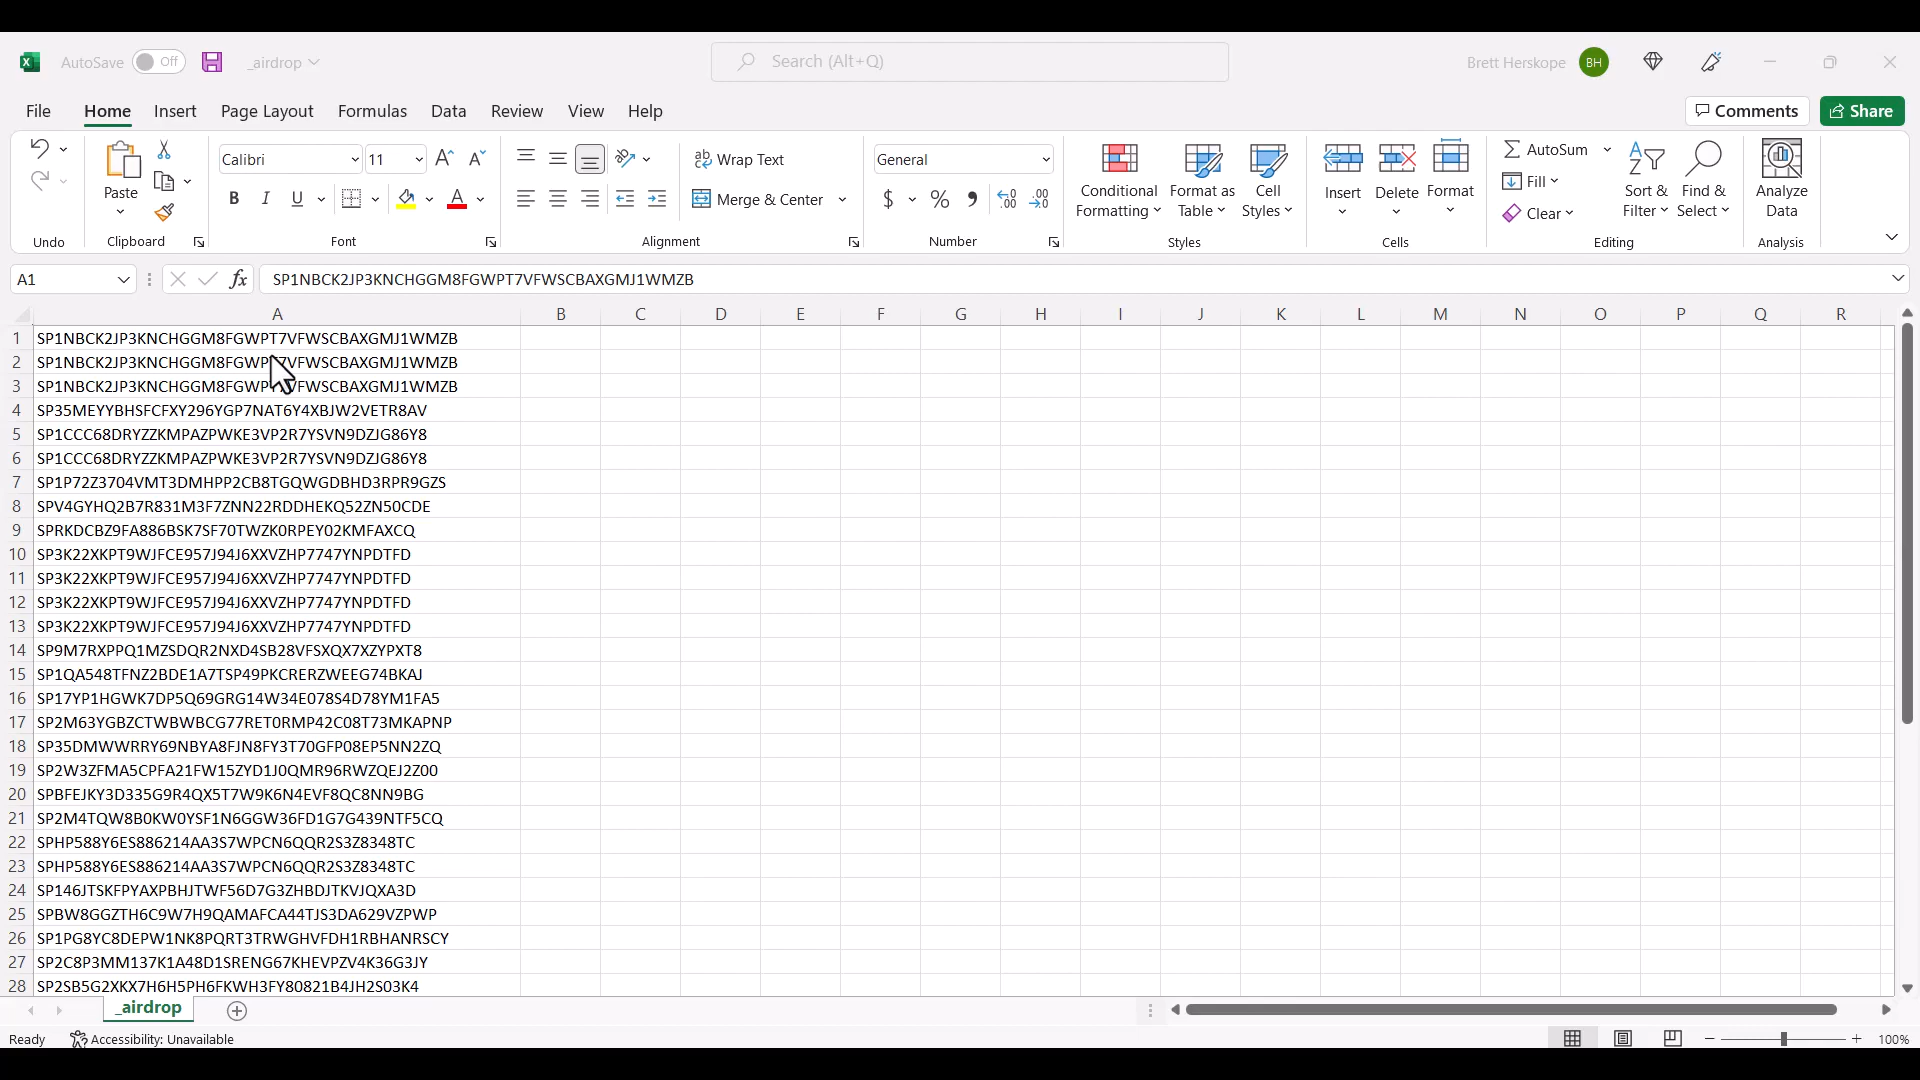 AutoSave Off _airdrop Search (Alt+Q) Brett Herskope BH
File Home Insert Page Layout Formulas Data Review View Help Comments Share
Calibri 11 Wrap Text General AutoSum
Paste Conditional Formatting Format as Table Cell Styles Insert Delete Format Fill Sort & Filter Find & Select Analyze Data
B I U Merge & Center $ % Clear
Undo Clipboard Font Alignment Number Styles Cells Editing Analysis
A1 fx SP1NBCK2JP3KNCHGGM8FGWPT7VFWSCBAXGMJ1WMZB
A B C D E F G H I J K L M N O P Q R
1 SP1NBCK2JP3KNCHGGM8FGWPT7VFWSCBAXGMJ1WMZB
2
3
4 SP35MEYYBHSFCFXY296YGP7NAT6Y4XBJW2VETR8AV
5 SP1CCC68DRYZZKMPAZPWKE3VP2R7YSVN9DZJG86Y8
6 SP1CCC68DRYZZKMPAZPWKE3VP2R7YSVN9DZJG86Y8
7 SP1P72Z3704VMT3DMHPP2CB8TGQWGDBHD3RPR9GZS
8 SPV4GYHQ2B7R831M3F7ZNN22RDDHEKQ52ZN50CDE
9 SPRKDCBZ9FA886BSK7SF70TWZK0RPEY02KMFAXCQ
10 SP3K22XKPT9WJFCE957J94J6XXVZHP7747YNPDTFD
11 SP3K22XKPT9WJFCE957J94J6XXVZHP7747YNPDTFD
12 SP3K22XKPT9WJFCE957J94J6XXVZHP7747YNPDTFD
13 SP3K22XKPT9WJFCE957J94J6XXVZHP7747YNPDTFD
14 SP9M7RXPPQ1MZSDQR2NXD4SB28VFSXQX7XZYPXT8
15 SP1QA548TFNZ2BDE1A7TSP49PKCRERZWEEG74BKAJ
16 SP17YP1HGWK7DP5Q69GRG14W34E078S4D78YM1FA5
17 SP2M63YGBZCTWBWBCG77RET0RMP42C08T73MKAPNP
18 SP35DMWWRRY69NBYA8FJN8FY3T70GFP08EP5NN2ZQ
19 SP2W3ZFMA5CPFA21FW15ZYD1J0QMR96RWZQEJ2Z00
20 SPBFEJKY3D335G9R4QX5T7W9K6N4EVF8QC8NN9BG
21 SP2M4TQW8B0KW0YSF1N6GGW36FD1G7G439NTF5CQ
22 SPHP588Y6ES886214AA3S7WPCN6QQR2S3Z8348TC
23 SPHP588Y6ES886214AA3S7WPCN6QQR2S3Z8348TC
24 SP146JTSKFPYAXPBHJTWF56D7G3ZHBDJTKVJQXA3D
25 SPBW8GGZTH6C9W7H9QAMAFCA44TJS3DA629VZPWP
26 SP1PG8YC8DEPW1NK8PQRT3TRWGHVFDH1RBHANRSCY
27 SP2C8P3MM137K1A48D1SRENG67KHEVPZV4K36G3JY
28 SP2SB5G2XKX7H6H5PH6FKWH3FY80821B4JH2S03K4
_airdrop
Ready Accessibility: Unavailable 100%